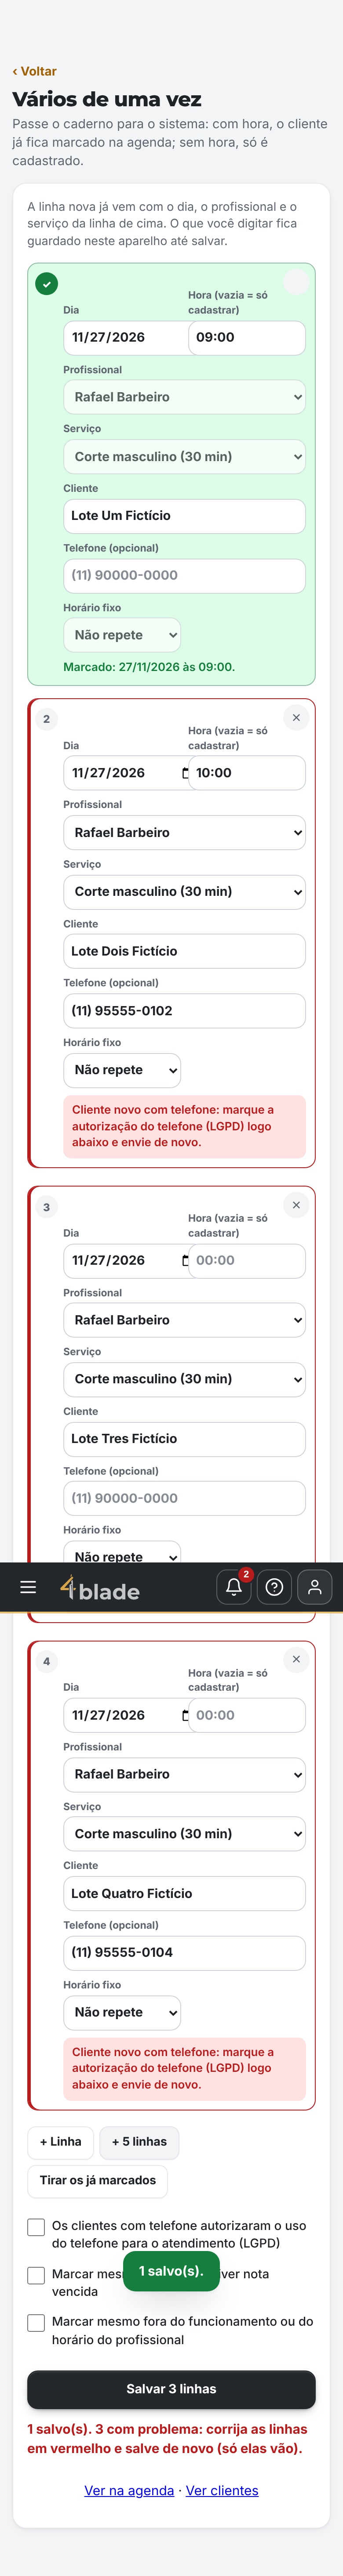 ‹ Voltar
Vários de uma vez
Passe o caderno para o sistema: com hora, o cliente
já fica marcado na agenda; sem hora, só é
cadastrado.
A linha nova já vem com o dia, o profissional e o
serviço da linha de cima. O que você digitar fica
guardado neste aparelho até salvar.
Dia
Hora (vazia = só
cadastrar)
11/27/2026
09:00
Profissional
Rafael Barbeiro
Serviço
Corte masculino (30 min)
Cliente
Lote Um Fictício
Telefone (opcional)
(11) 90000-0000
Horário fixo
Não repete
Marcado: 27/11/2026 às 09:00.
2
×
Dia
Hora (vazia = só
cadastrar)
11/27/2026
10:00
Profissional
Rafael Barbeiro
Serviço
Corte masculino (30 min)
Cliente
Lote Dois Fictício
Telefone (opcional)
(11) 95555-0102
Horário fixo
Não repete
Cliente novo com telefone: marque a
autorização do telefone (LGPD) logo
abaixo e envie de novo.
3
×
Dia
Hora (vazia = só
cadastrar)
11/27/2026
00:00
Profissional
Rafael Barbeiro
Serviço
Corte masculino (30 min)
Cliente
Lote Tres Fictício
Telefone (opcional)
(11) 90000-0000
Horário fixo
Não repete
4blade
2
4
×
Dia
Hora (vazia = só
cadastrar)
11/27/2026
00:00
Profissional
Rafael Barbeiro
Serviço
Corte masculino (30 min)
Cliente
Lote Quatro Fictício
Telefone (opcional)
(11) 95555-0104
Horário fixo
Não repete
Cliente novo com telefone: marque a
autorização do telefone (LGPD) logo
abaixo e envie de novo.
+ Linha
+ 5 linhas
Tirar os já marcados
Os clientes com telefone autorizaram o uso
do telefone para o atendimento (LGPD)
Marcar
1 salvo(s).
nota
vencida
Marcar mesmo fora do funcionamento ou do
horário do profissional
Salvar 3 linhas
1 salvo(s). 3 com problema: corrija as linhas
em vermelho e salve de novo (só elas vão).
Ver na agenda · Ver clientes